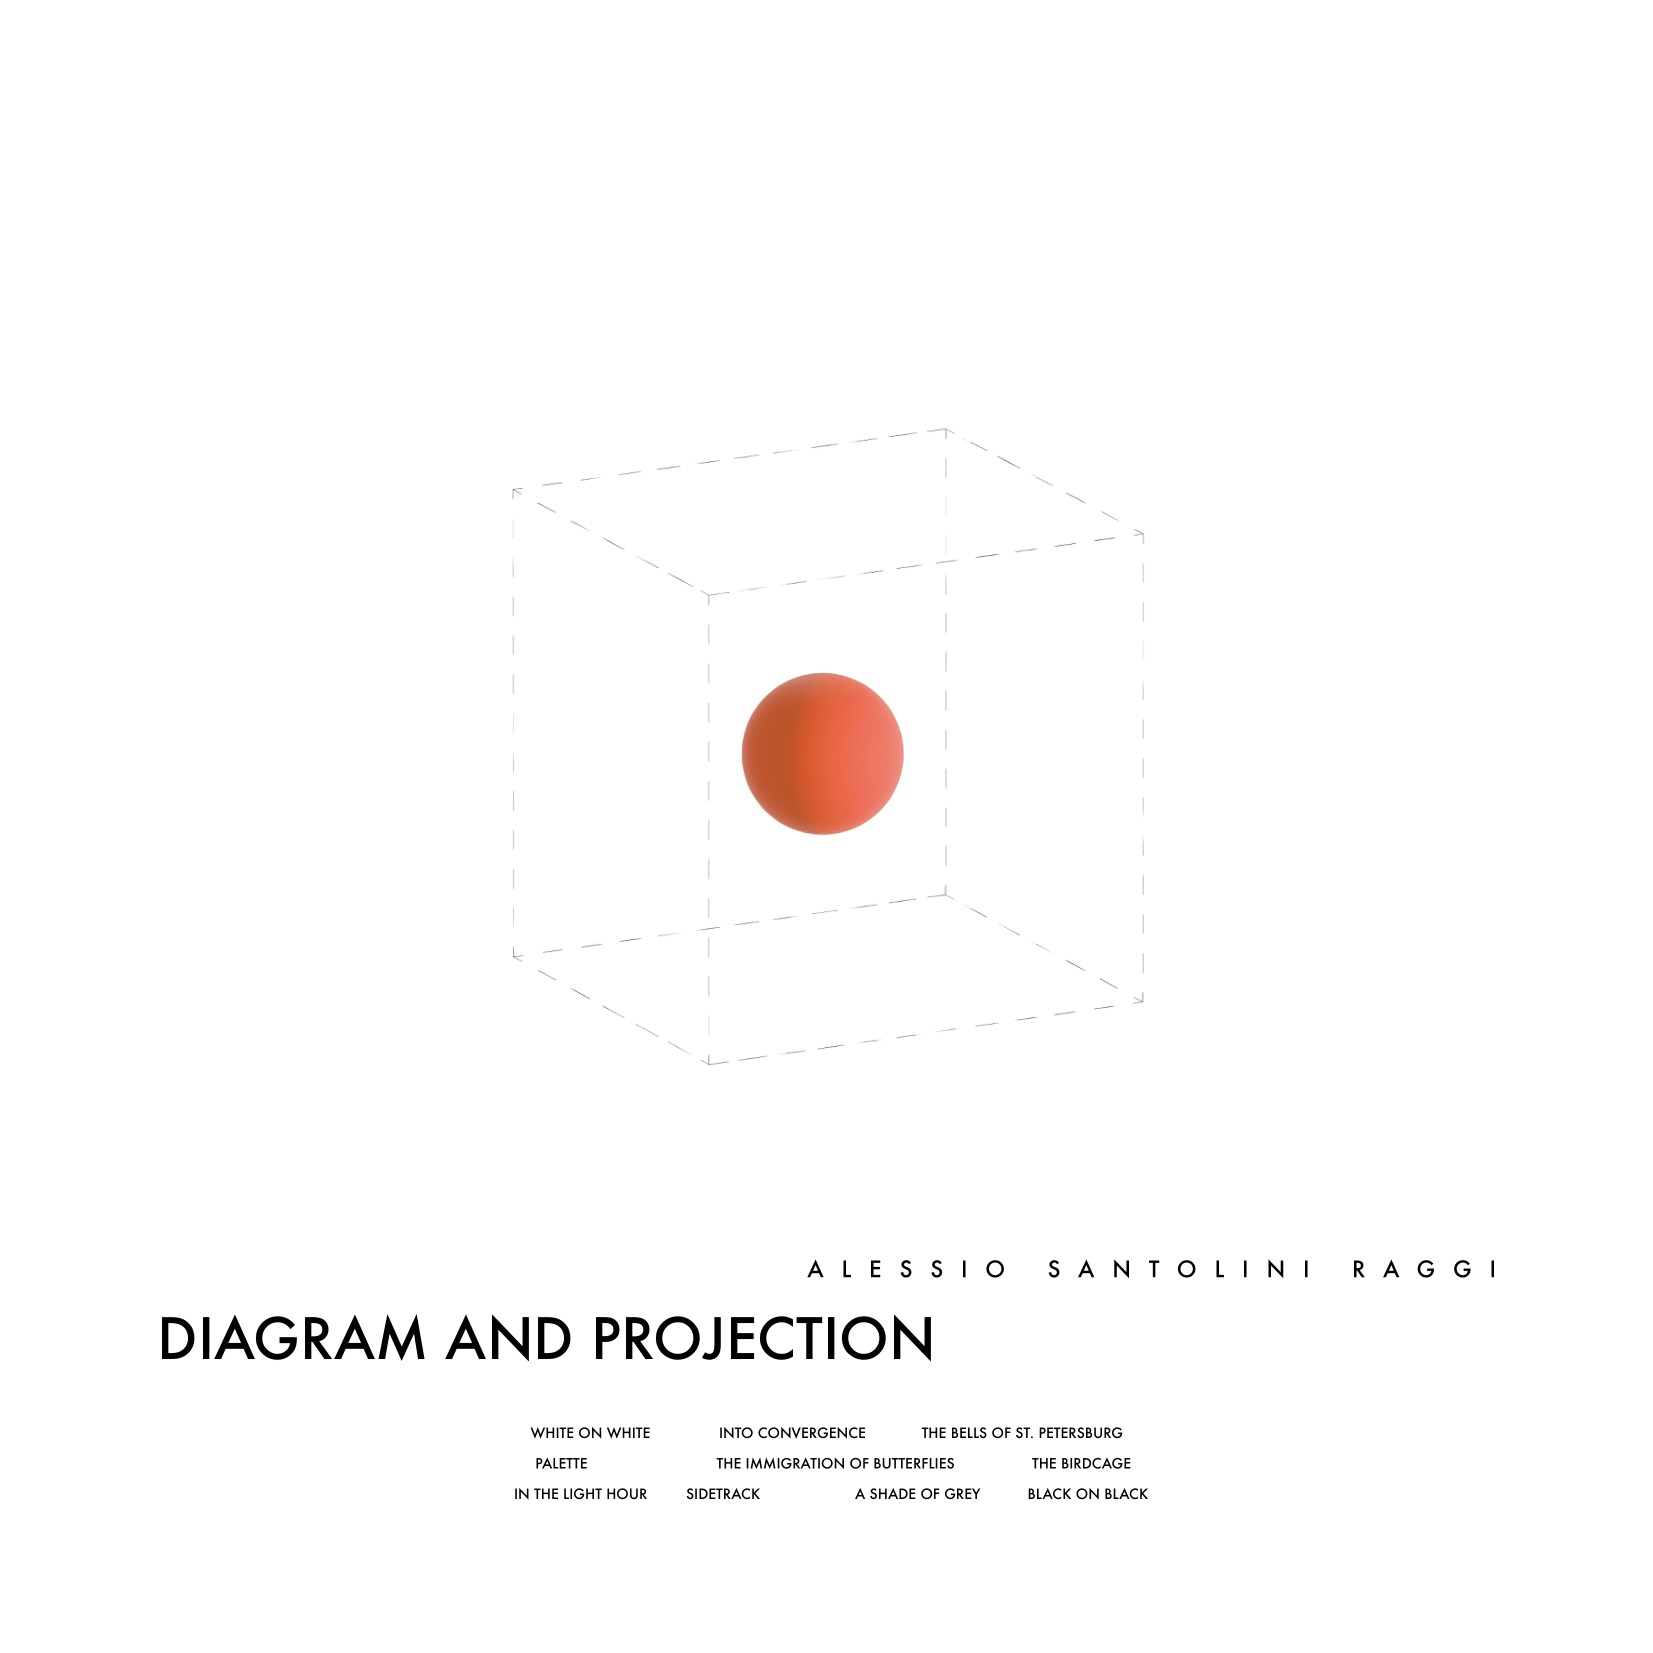 ALESSIO SANTOLINI RAGGI
DIAGRAM AND PROJECTION
WHITE ON WHITE INTO CONVERGENCE THE BELLS OF ST. PETERSBURG
PALETTE THE IMMIGRATION OF BUTTERFLIES THE BIRDCAGE
IN THE LIGHT HOUR SIDETRACK A SHADE OF GREY BLACK ON BLACK